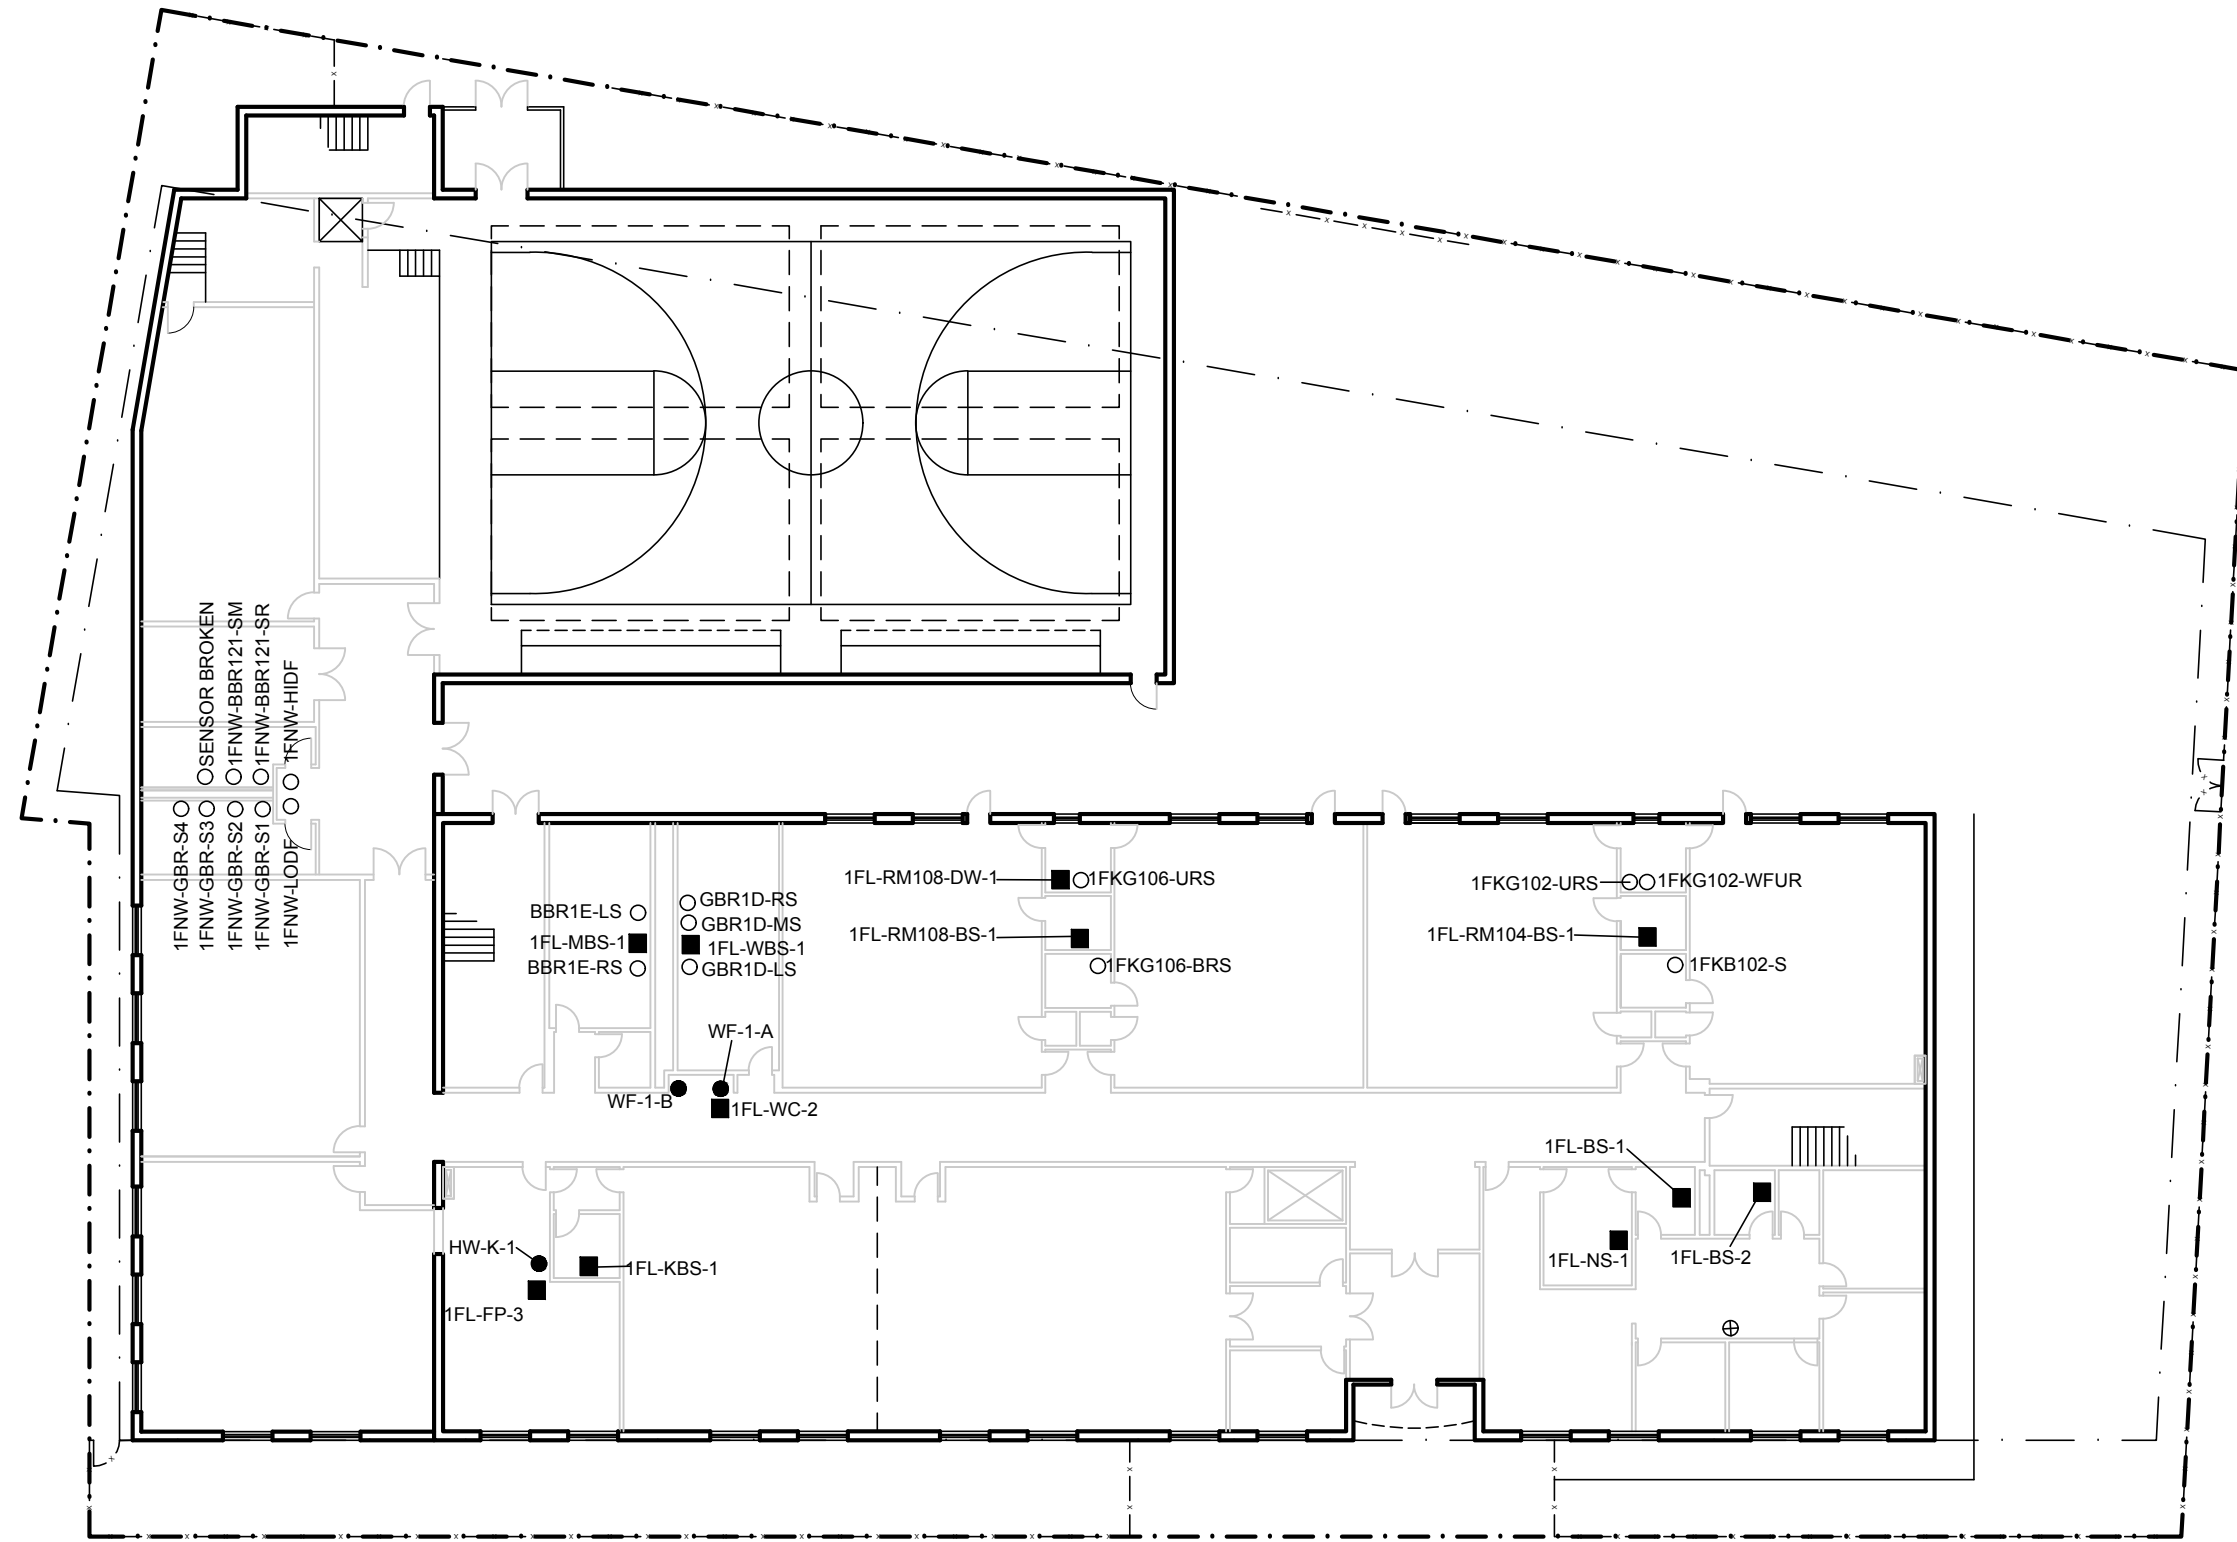 SENSOR BROKEN
1FNW-BBR121-SM
1FNW-BBR121-SR
1FNW-HIDF
1FNW-GBR-S4
1FNW-GBR-S3
1FNW-GBR-S2
1FNW-GBR-S1
1FNW-LODF
BBR1E-LS
1FL-MBS-1
BBR1E-RS
GBR1D-RS
GBR1D-MS
1FL-WBS-1
GBR1D-LS
1FL-RM108-DW-1
1FKG106-URS
1FL-RM108-BS-1
1FKG106-BRS
1FKG102-URS
1FKG102-WFUR
1FL-RM104-BS-1
1FKB102-S
WF-1-A
WF-1-B
1FL-WC-2
HW-K-1
1FL-KBS-1
1FL-FP-3
1FL-BS-1
1FL-NS-1
1FL-BS-2